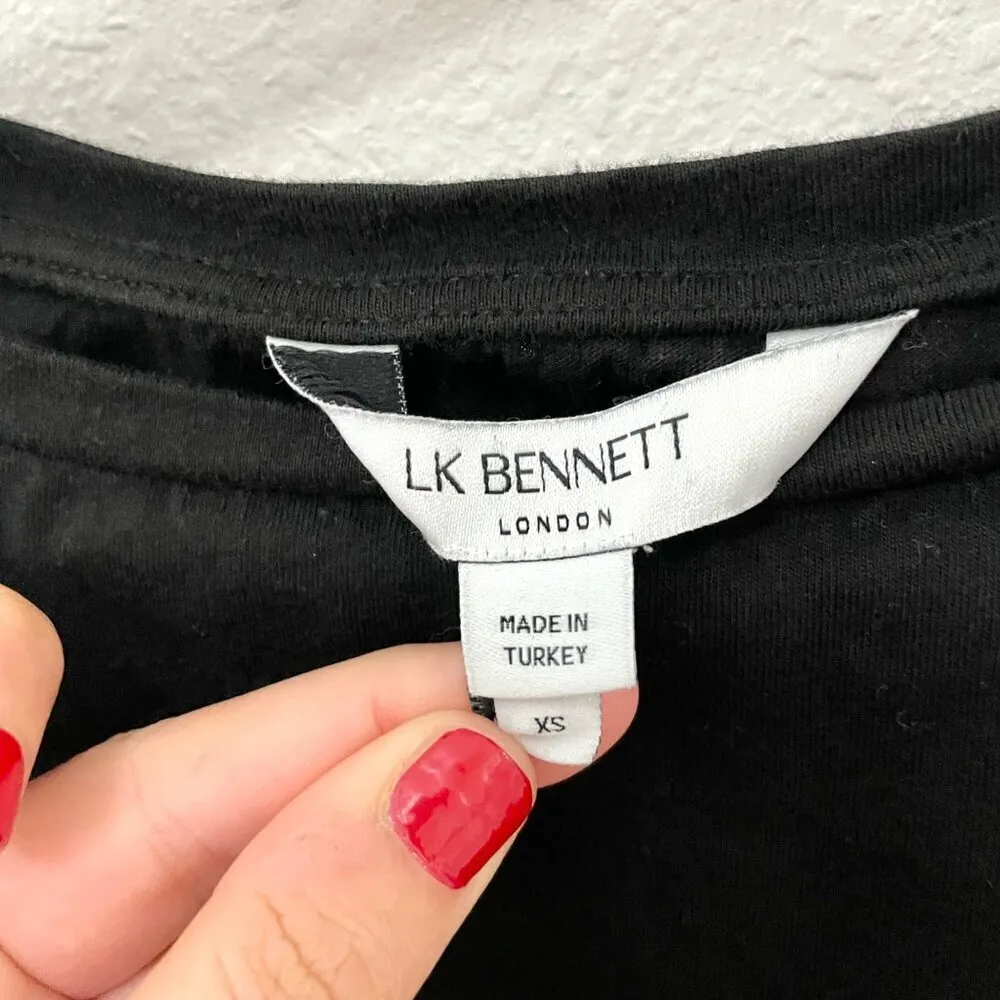 LK BENNETT
LONDON
MADE IN
TURKEY
XS